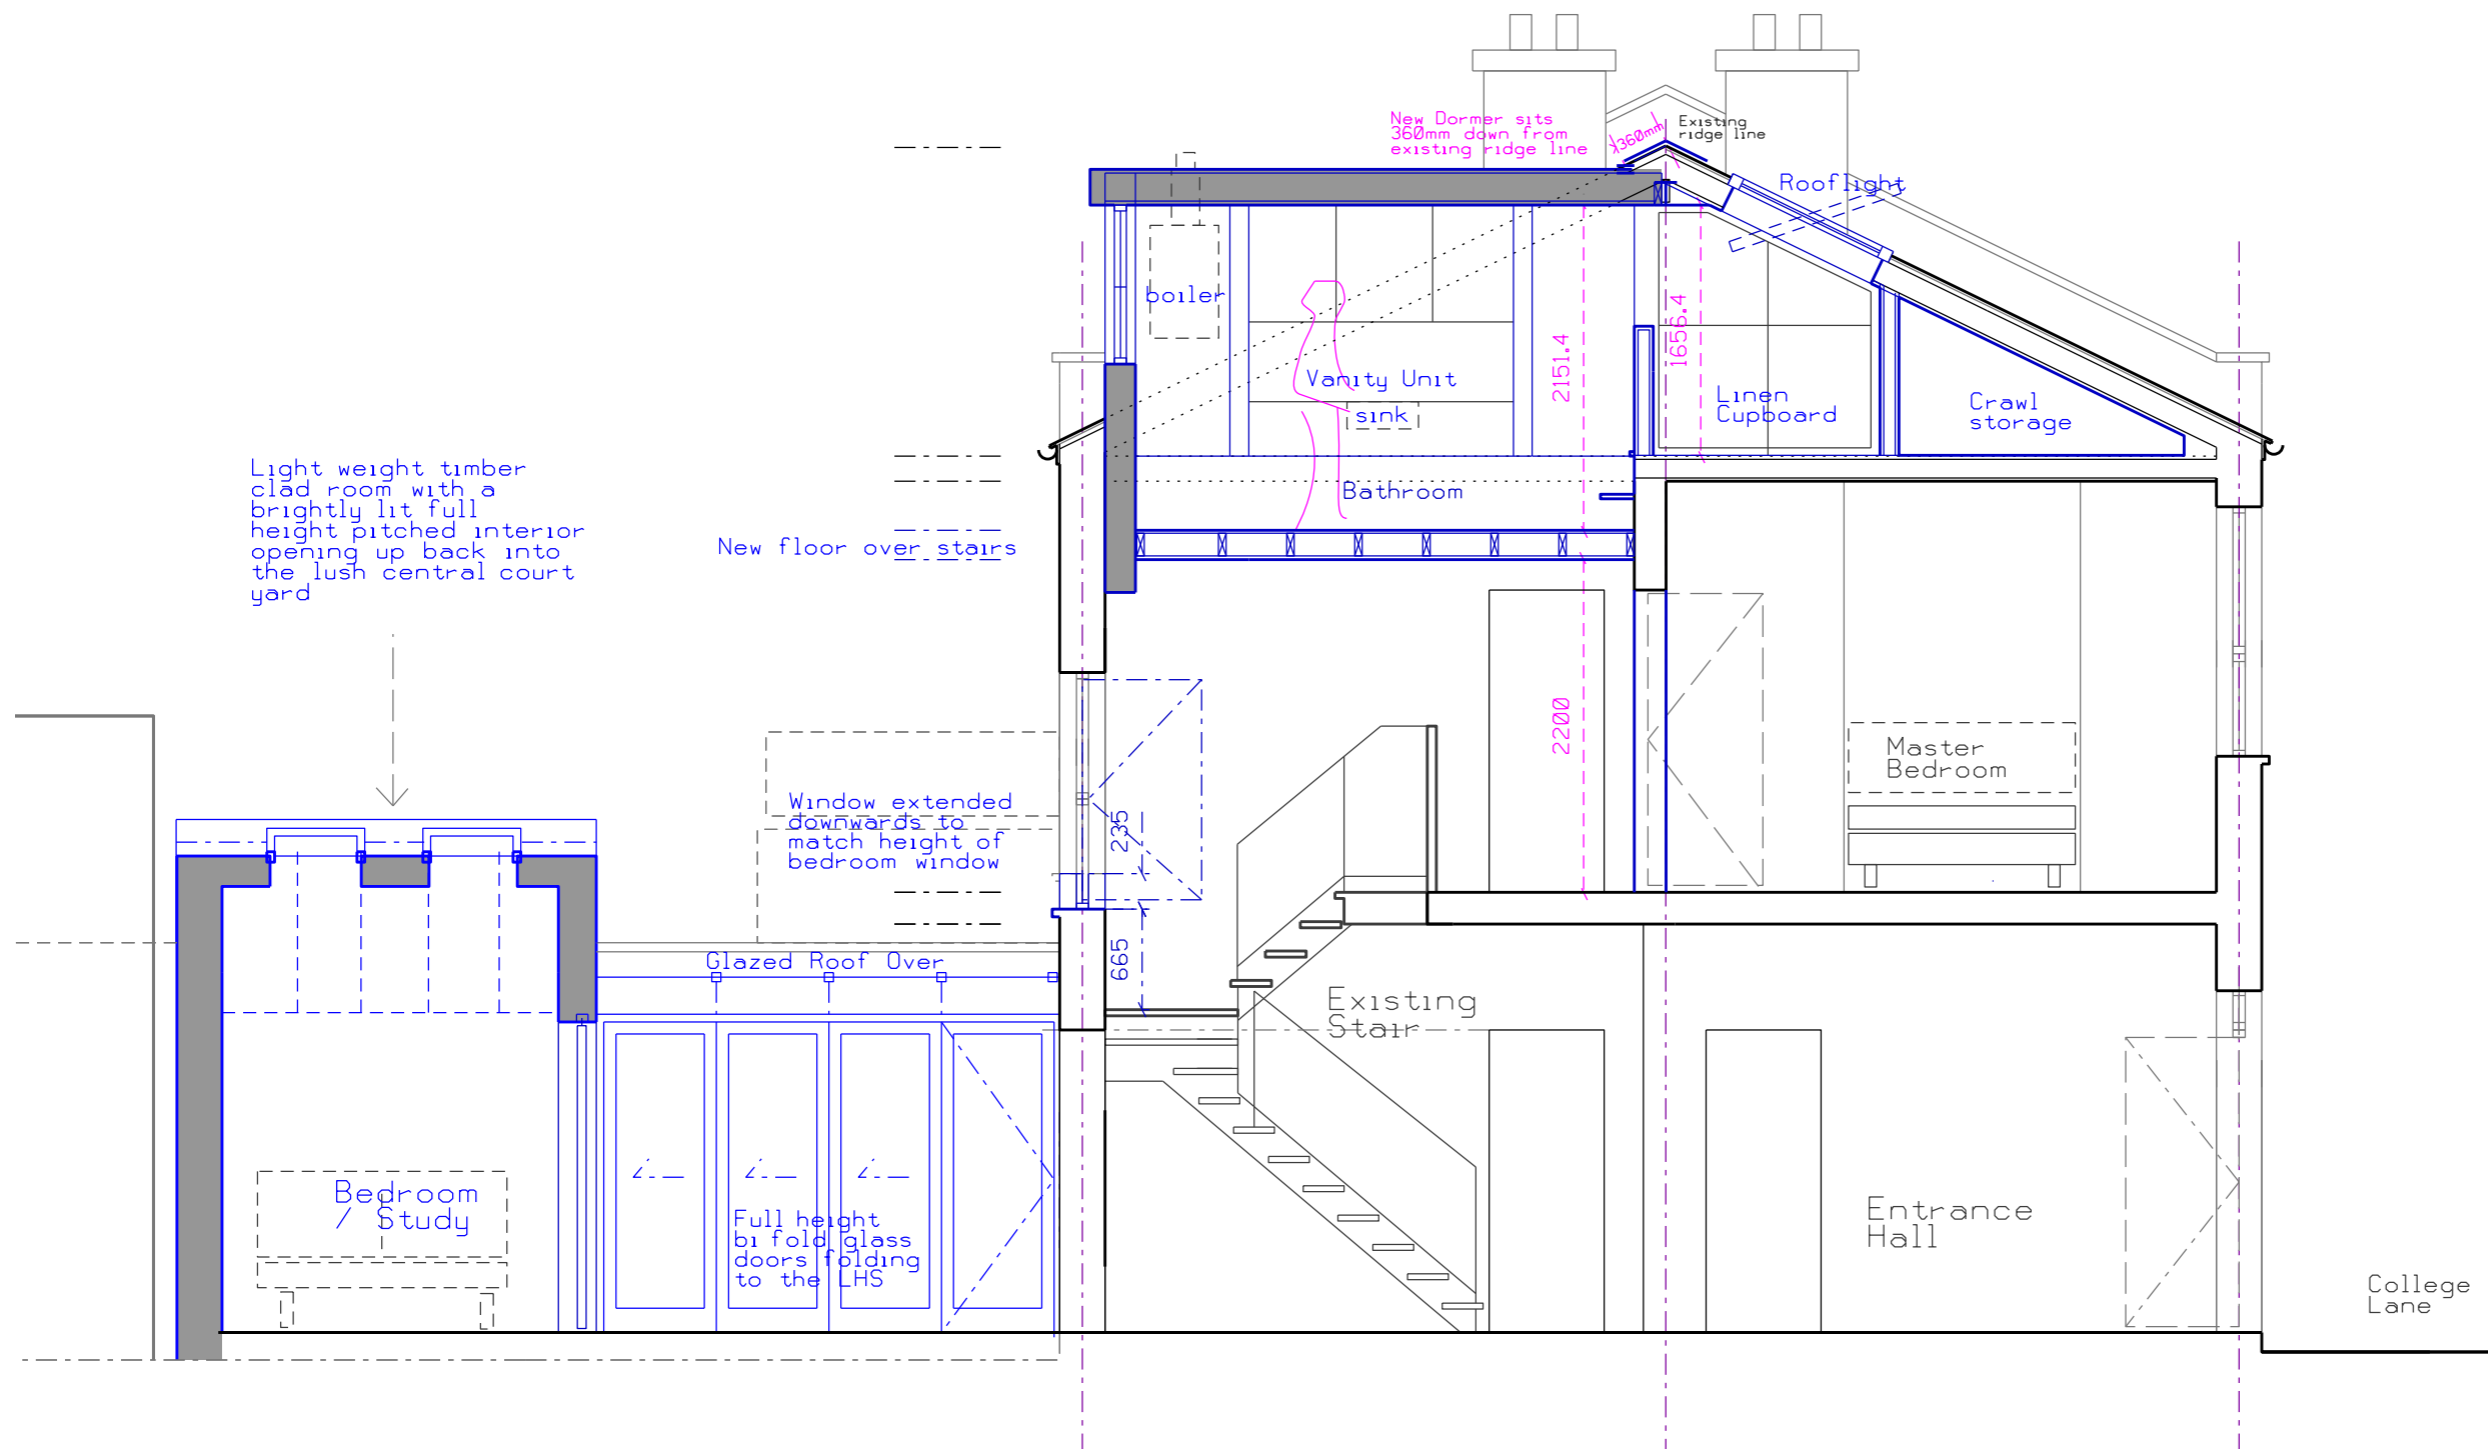 New Dormer sits
360mm down from
existing ridge line
360mm
Existing
ridge line
Rooflight
boiler
2151.4
1656.4
Vanity Unit
sink
Linen
Cupboard
Crawl
storage
Light weight timber
clad room with a
brightly lit full
height pitched interior
opening up back into
the lush central court
yard
Bathroom
New floor over stairs
2200
Master
Bedroom
Window extended
downwards to
match height of
bedroom window
235
665
Glazed Roof Over
Existing
Stair
Bedroom
/ Study
Full height
bi fold glass
doors folding
to the LHS
Entrance
Hall
College
Lane